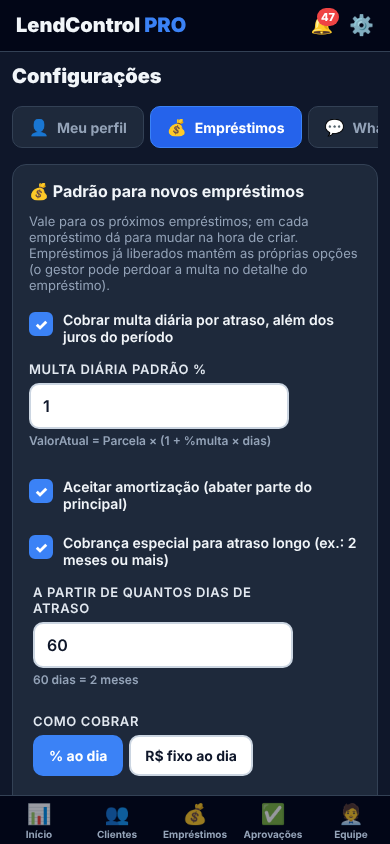 LendControl PRO
47
Configurações
Meu perfil
Empréstimos
Wha
Padrão para novos empréstimos
Vale para os próximos empréstimos; em cada
empréstimo dá para mudar na hora de criar.
Empréstimos já liberados mantêm as próprias opções
(o gestor pode perdoar a multa no detalhe do
empréstimo).
Cobrar multa diária por atraso, além dos
juros do período
MULTA DIÁRIA PADRÃO %
1
ValorAtual = Parcela × (1 + %multa × dias)
Aceitar amortização (abater parte do
principal)
Cobrança especial para atraso longo (ex.: 2
meses ou mais)
A PARTIR DE QUANTOS DIAS DE
ATRASO
60
60 dias = 2 meses
COMO COBRAR
% ao dia
R$ fixo ao dia
Início
Clientes
Empréstimos
Aprovações
Equipe